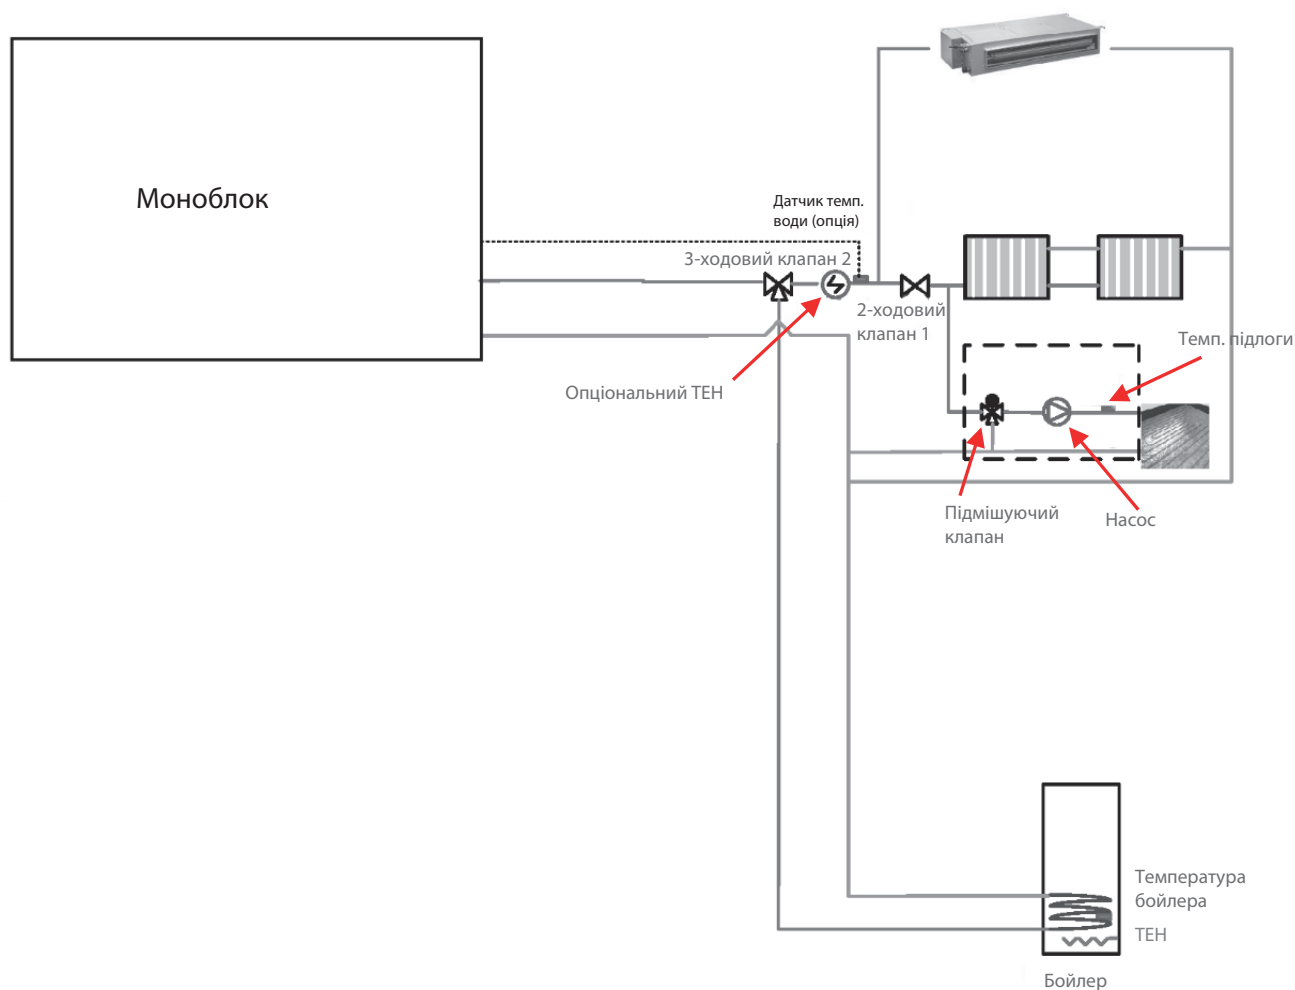 Моноблок
Датчик темп.
води (опція)
3-ходовий клапан 2
2-ходовий
клапан 1
Темп. підлоги
Опціональний ТЕН
Підмішуючий
клапан
Насос
Температура
бойлера
ТЕН
Бойлер